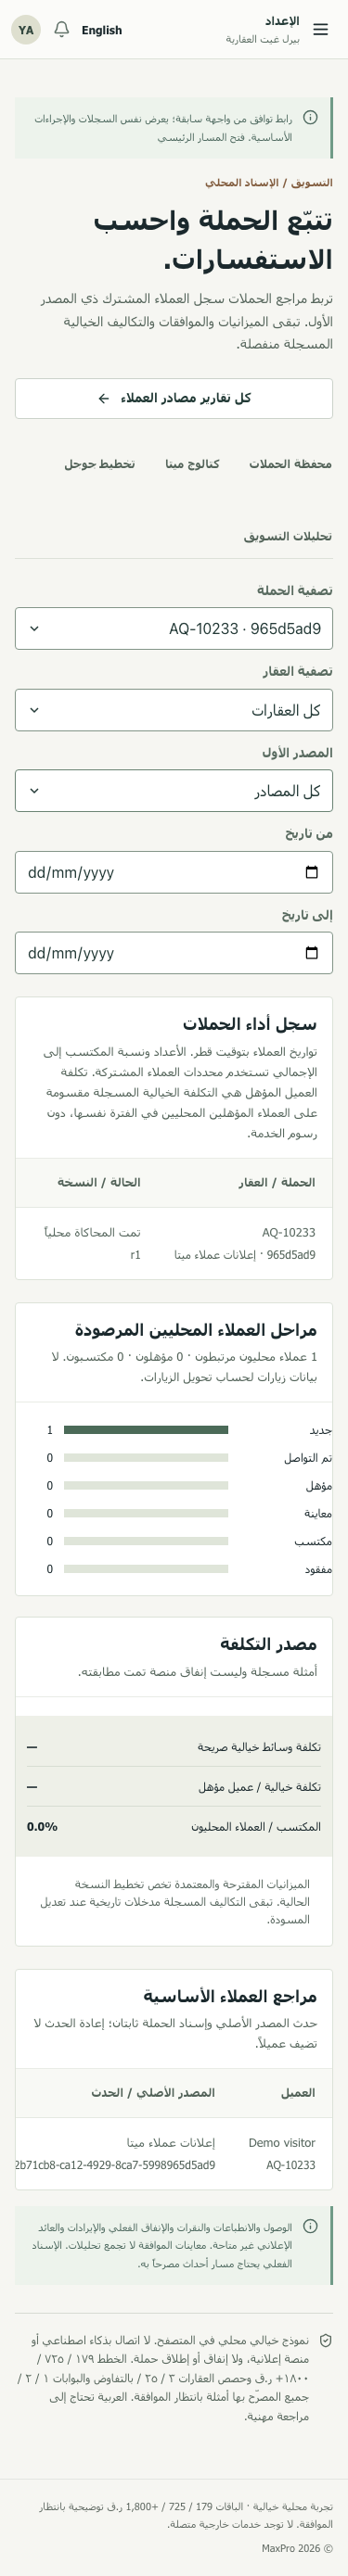 الإعداد
بيرل غيت العقارية
English
YA
رابط توافق من واجهة سابقة؛ يعرض نفس السجلات والإجراءات
الأساسية. فتح المسار الرئيسي
التسويق / الإسناد المحلي
تتبّع الحملة واحسب
الاستفسارات.
تربط مراجع الحملات سجل العملاء المشترك ذي المصدر
الأول. تبقى الميزانيات والموافقات والتكاليف الخيالية
المسجلة منفصلة.
كل تقارير مصادر العملاء ←
محفظة الحملات
كتالوج ميتا
تخطيط جوجل
تحليلات التسويق
تصفية الحملة
AQ-10233 · 965d5ad9
تصفية العقار
كل العقارات
المصدر الأول
كل المصادر
من تاريخ
dd/mm/yyyy
إلى تاريخ
dd/mm/yyyy
سجل أداء الحملات
تواريخ العملاء بتوقيت قطر. الأعداد ونسبة المكتسب إلى
الإجمالي تستخدم محددات العملاء المشتركة. تكلفة
العميل المؤهل هي التكلفة الخيالية المسجلة مقسومة
على العملاء المؤهلين المحليين في الفترة نفسها، دون
رسوم الخدمة.
الحملة / العقار
الحالة / النسخة
AQ-10233
تمت المحاكاة محلياً
965d5ad9 · إعلانات عملاء ميتا
r1
مراحل العملاء المحليين المرصودة
1 عملاء محليون مرتبطون · 0 مؤهلون · 0 مكتسبون. لا
بيانات زيارات لحساب تحويل الزيارات.
جديد 1
تم التواصل 0
مؤهل 0
معاينة 0
مكتسب 0
مفقود 0
مصدر التكلفة
أمثلة مسجلة وليست إنفاق منصة تمت مطابقته.
تكلفة وسائط خيالية صريحة —
تكلفة خيالية / عميل مؤهل —
المكتسب / العملاء المحليون 0.0%
الميزانيات المقترحة والمعتمدة تخص تخطيط النسخة
الحالية. تبقى التكاليف المسجلة مدخلات تاريخية عند تعديل
المسودة.
مراجع العملاء الأساسية
حدث المصدر الأصلي وإسناد الحملة ثابتان؛ إعادة الحدث لا
تضيف عميلاً.
العميل
المصدر الأصلي / الحدث
Demo visitor
إعلانات عملاء ميتا
AQ-10233
2b71cb8-ca12-4929-8ca7-5998965d5ad9
الوصول والانطباعات والنقرات والإنفاق الفعلي والإيرادات والعائد
الإعلاني غير متاحة. معاينات الموافقة لا تجمع تحليلات. الإسناد
الفعلي يحتاج مسار أحداث مصرحاً به.
نموذج خيالي محلي في المتصفح. لا اتصال بذكاء اصطناعي أو
منصة إعلانية، ولا إنفاق أو إطلاق حملة. الخطط ١٧٩ / ٧٢٥ /
١٨٠٠+ ر.ق وحصص العقارات ٣ / ٢٥ / بالتفاوض والبوابات ١ / ٢ /
جميع المصرّح بها أمثلة بانتظار الموافقة. العربية تحتاج إلى
مراجعة مهنية.
تجربة محلية خيالية · الباقات 179 / 725 / +1,800 ر.ق توضيحية بانتظار
الموافقة. لا توجد خدمات خارجية متصلة.
© 2026 MaxPro